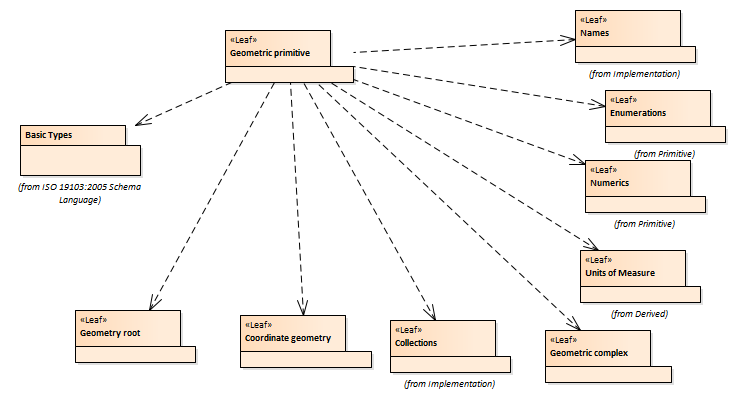 «Leaf»
Geometric primitive
«Leaf»
Names
(from Implementation)
«Leaf»
Enumerations
(from Primitive)
Basic Types
(from ISO 19103:2005 Schema
Language)
«Leaf»
Numerics
(from Primitive)
«Leaf»
Units of Measure
(from Derived)
«Leaf»
Geometry root
«Leaf»
Coordinate geometry
«Leaf»
Collections
(from Implementation)
«Leaf»
Geometric complex